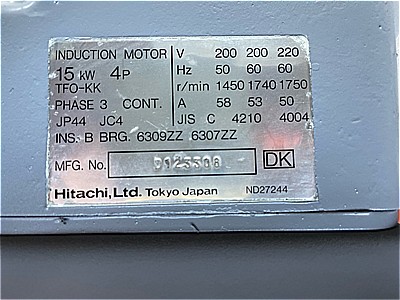 INDUCTION MOTOR V 200 200 220
15 kW 4P Hz 50 60 60
TFO-KK r/min 1450 1740 1750
PHASE 3 CONT. A 58 53 50
JP44 JC4 JIS C 4210 4004
INS. B BRG. 6309ZZ 6307ZZ
MFG. No. DK
Hitachi, Ltd. Tokyo Japan ND27244